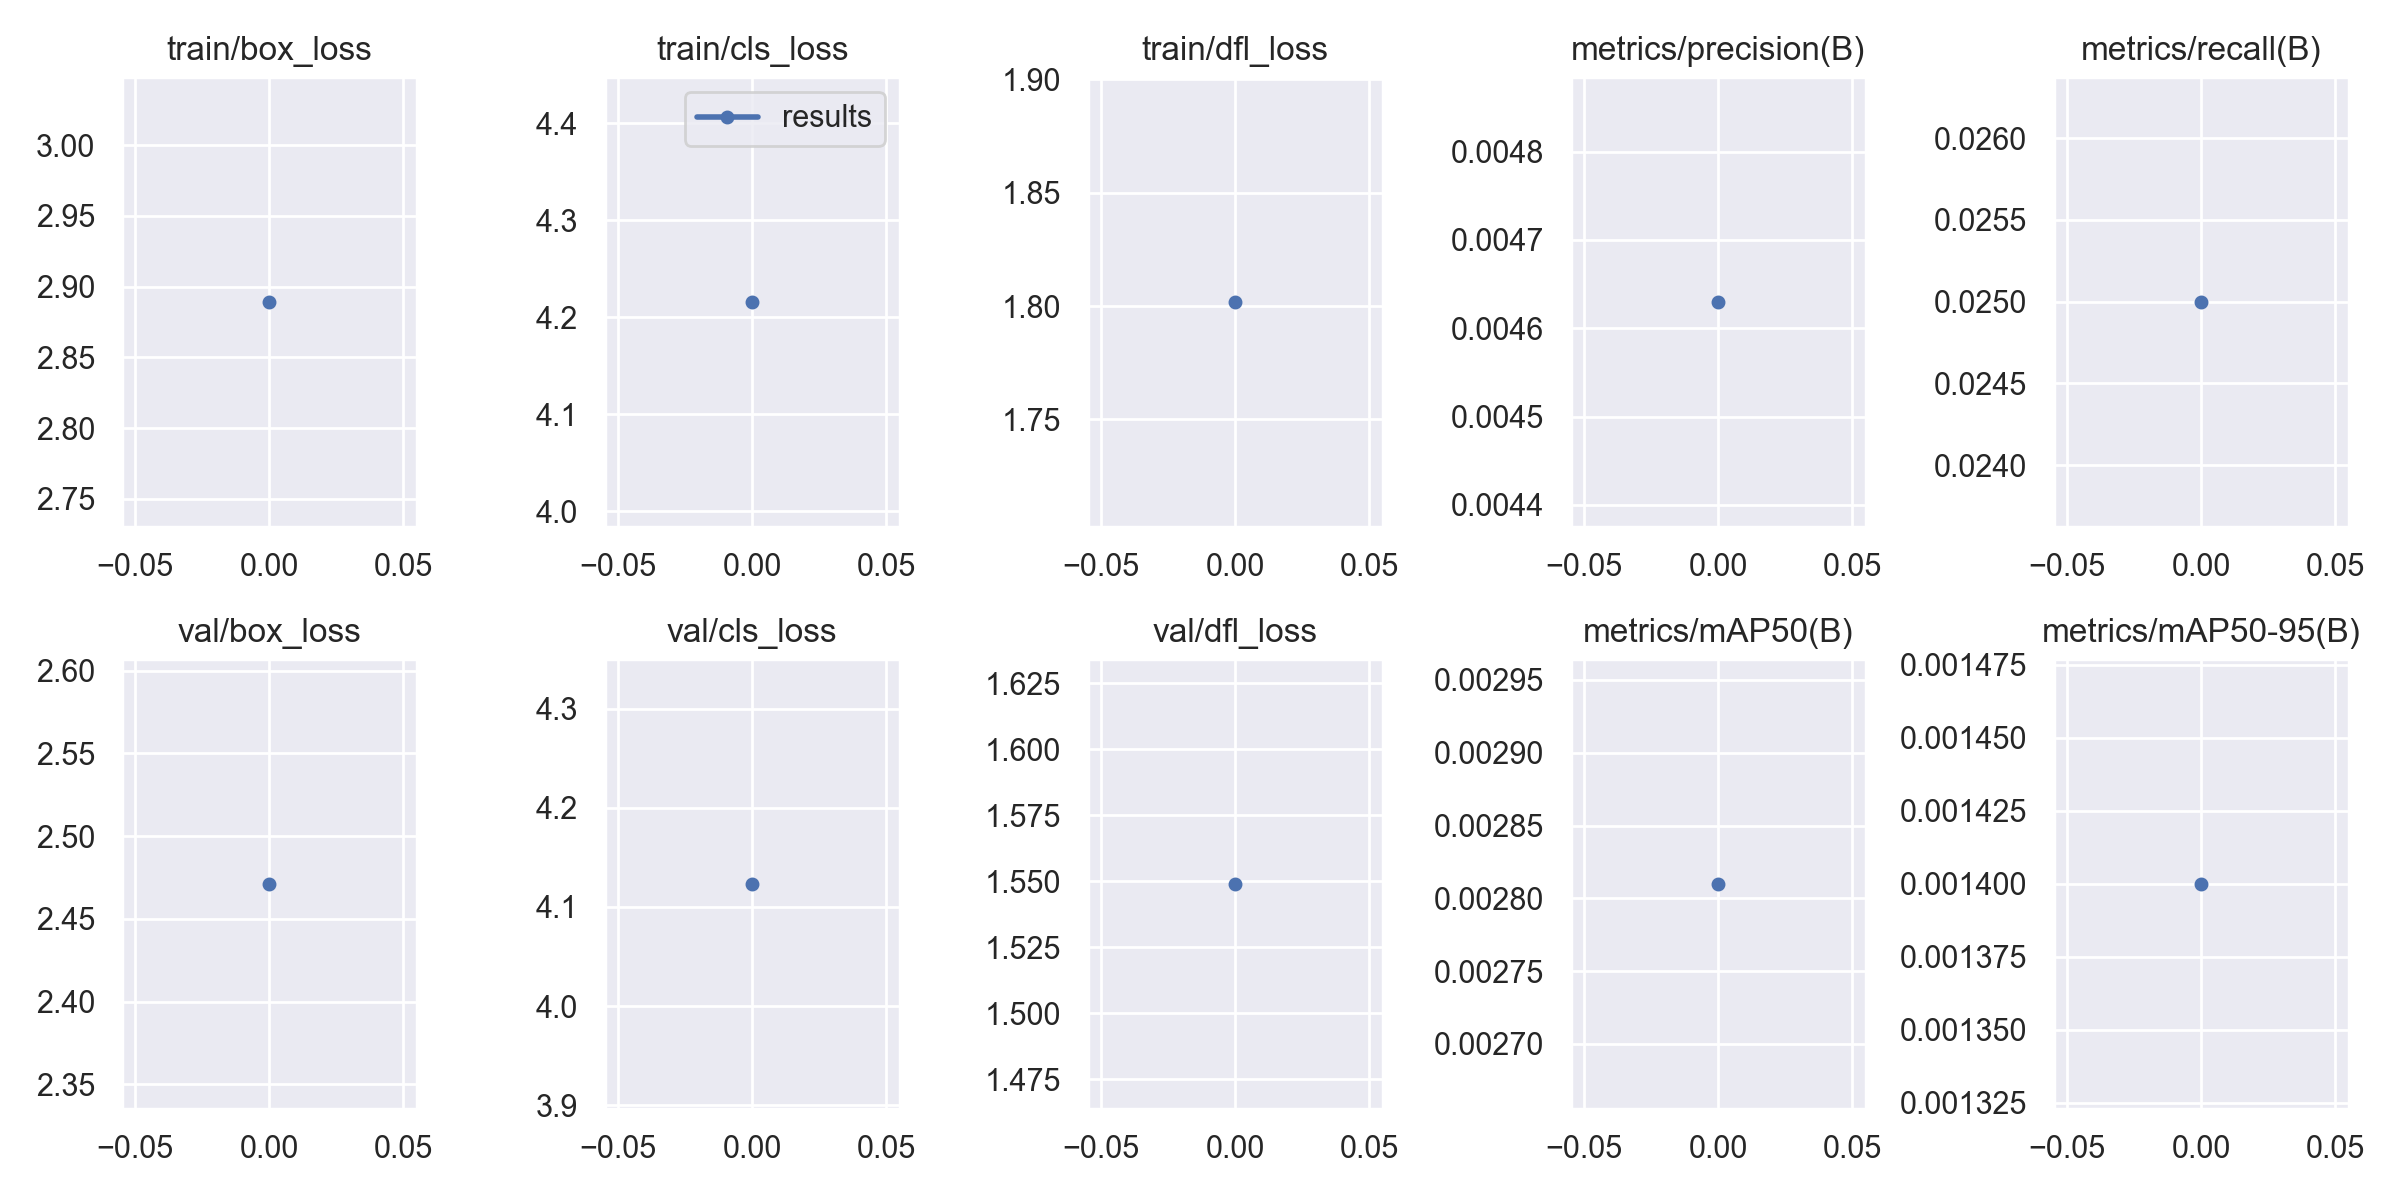 train/box_loss
3.00
2.95
2.90
2.85
2.80
2.75
−0.05 0.00 0.05
train/cls_loss
results
4.4
4.3
4.2
4.1
4.0
−0.05 0.00 0.05
train/dfl_loss
1.90
1.85
1.80
1.75
−0.05 0.00 0.05
metrics/precision(B)
0.0048
0.0047
0.0046
0.0045
0.0044
−0.05 0.00 0.05
metrics/recall(B)
0.0260
0.0255
0.0250
0.0245
0.0240
−0.05 0.00 0.05
val/box_loss
2.60
2.55
2.50
2.45
2.40
2.35
−0.05 0.00 0.05
val/cls_loss
4.3
4.2
4.1
4.0
3.9
−0.05 0.00 0.05
val/dfl_loss
1.625
1.600
1.575
1.550
1.525
1.500
1.475
−0.05 0.00 0.05
metrics/mAP50(B)
0.00295
0.00290
0.00285
0.00280
0.00275
0.00270
−0.05 0.00 0.05
metrics/mAP50-95(B)
0.001475
0.001450
0.001425
0.001400
0.001375
0.001350
0.001325
−0.05 0.00 0.05